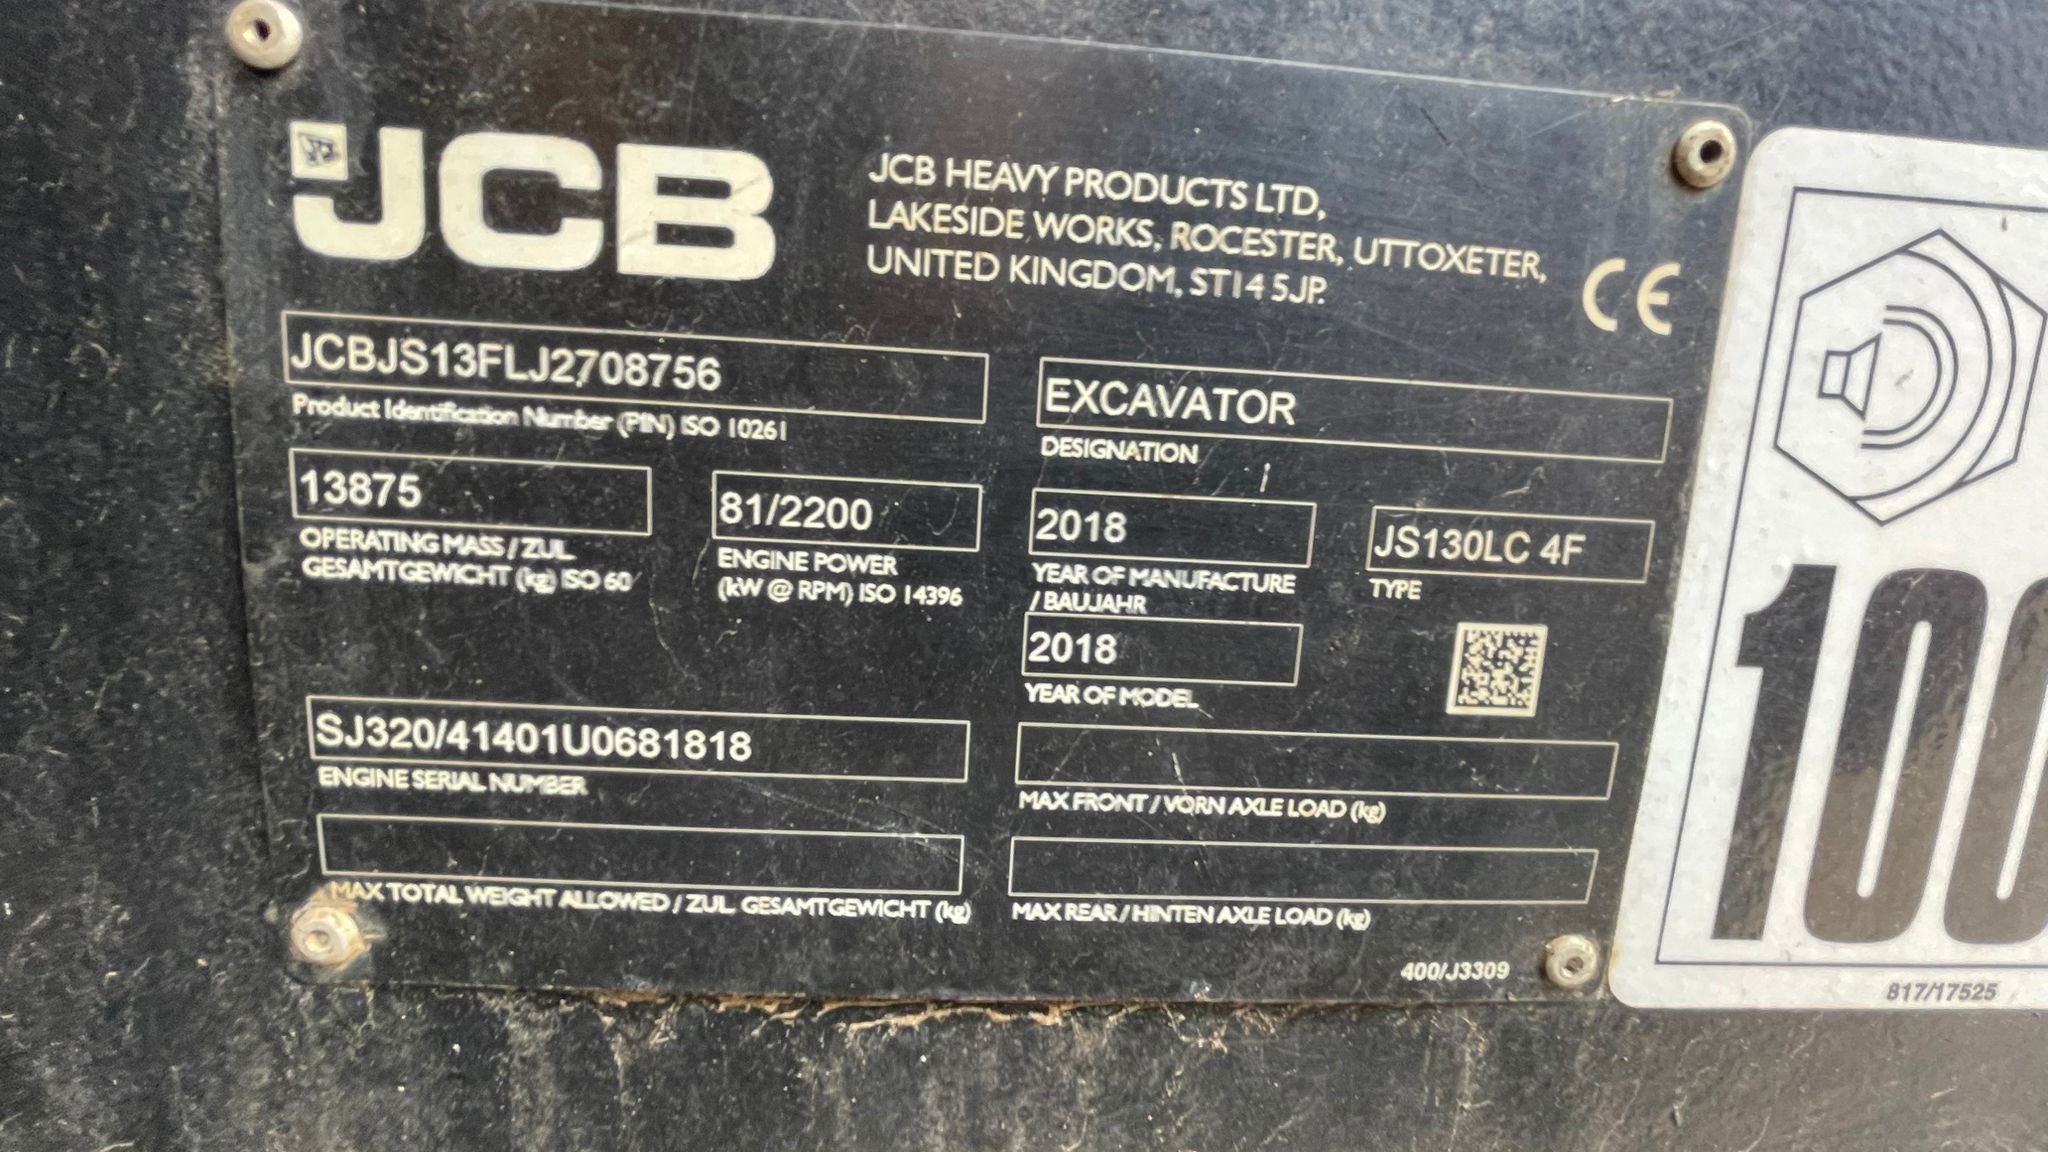 JCB
JCB HEAVY PRODUCTS LTD,
LAKESIDE WORKS, ROCESTER, UTTOXETER,
UNITED KINGDOM, ST14 5JP.
CE
JCBJS13FLJ2708756
Product Identification Number (PIN) ISO 10261
EXCAVATOR
DESIGNATION
13875
OPERATING MASS / ZUL
GESAMTGEWICHT (kg) ISO 60
81/2200
ENGINE POWER
(kW @ RPM) ISO 14396
2018
YEAR OF MANUFACTURE
/ BAUJAHR
JS130LC 4F
TYPE
2018
YEAR OF MODEL
SJ320/41401U0681818
ENGINE SERIAL NUMBER
MAX FRONT / VORN AXLE LOAD (kg)
MAX TOTAL WEIGHT ALLOWED / ZUL. GESAMTGEWICHT (kg)
MAX REAR / HINTEN AXLE LOAD (kg)
400/J3309
100
817/17525